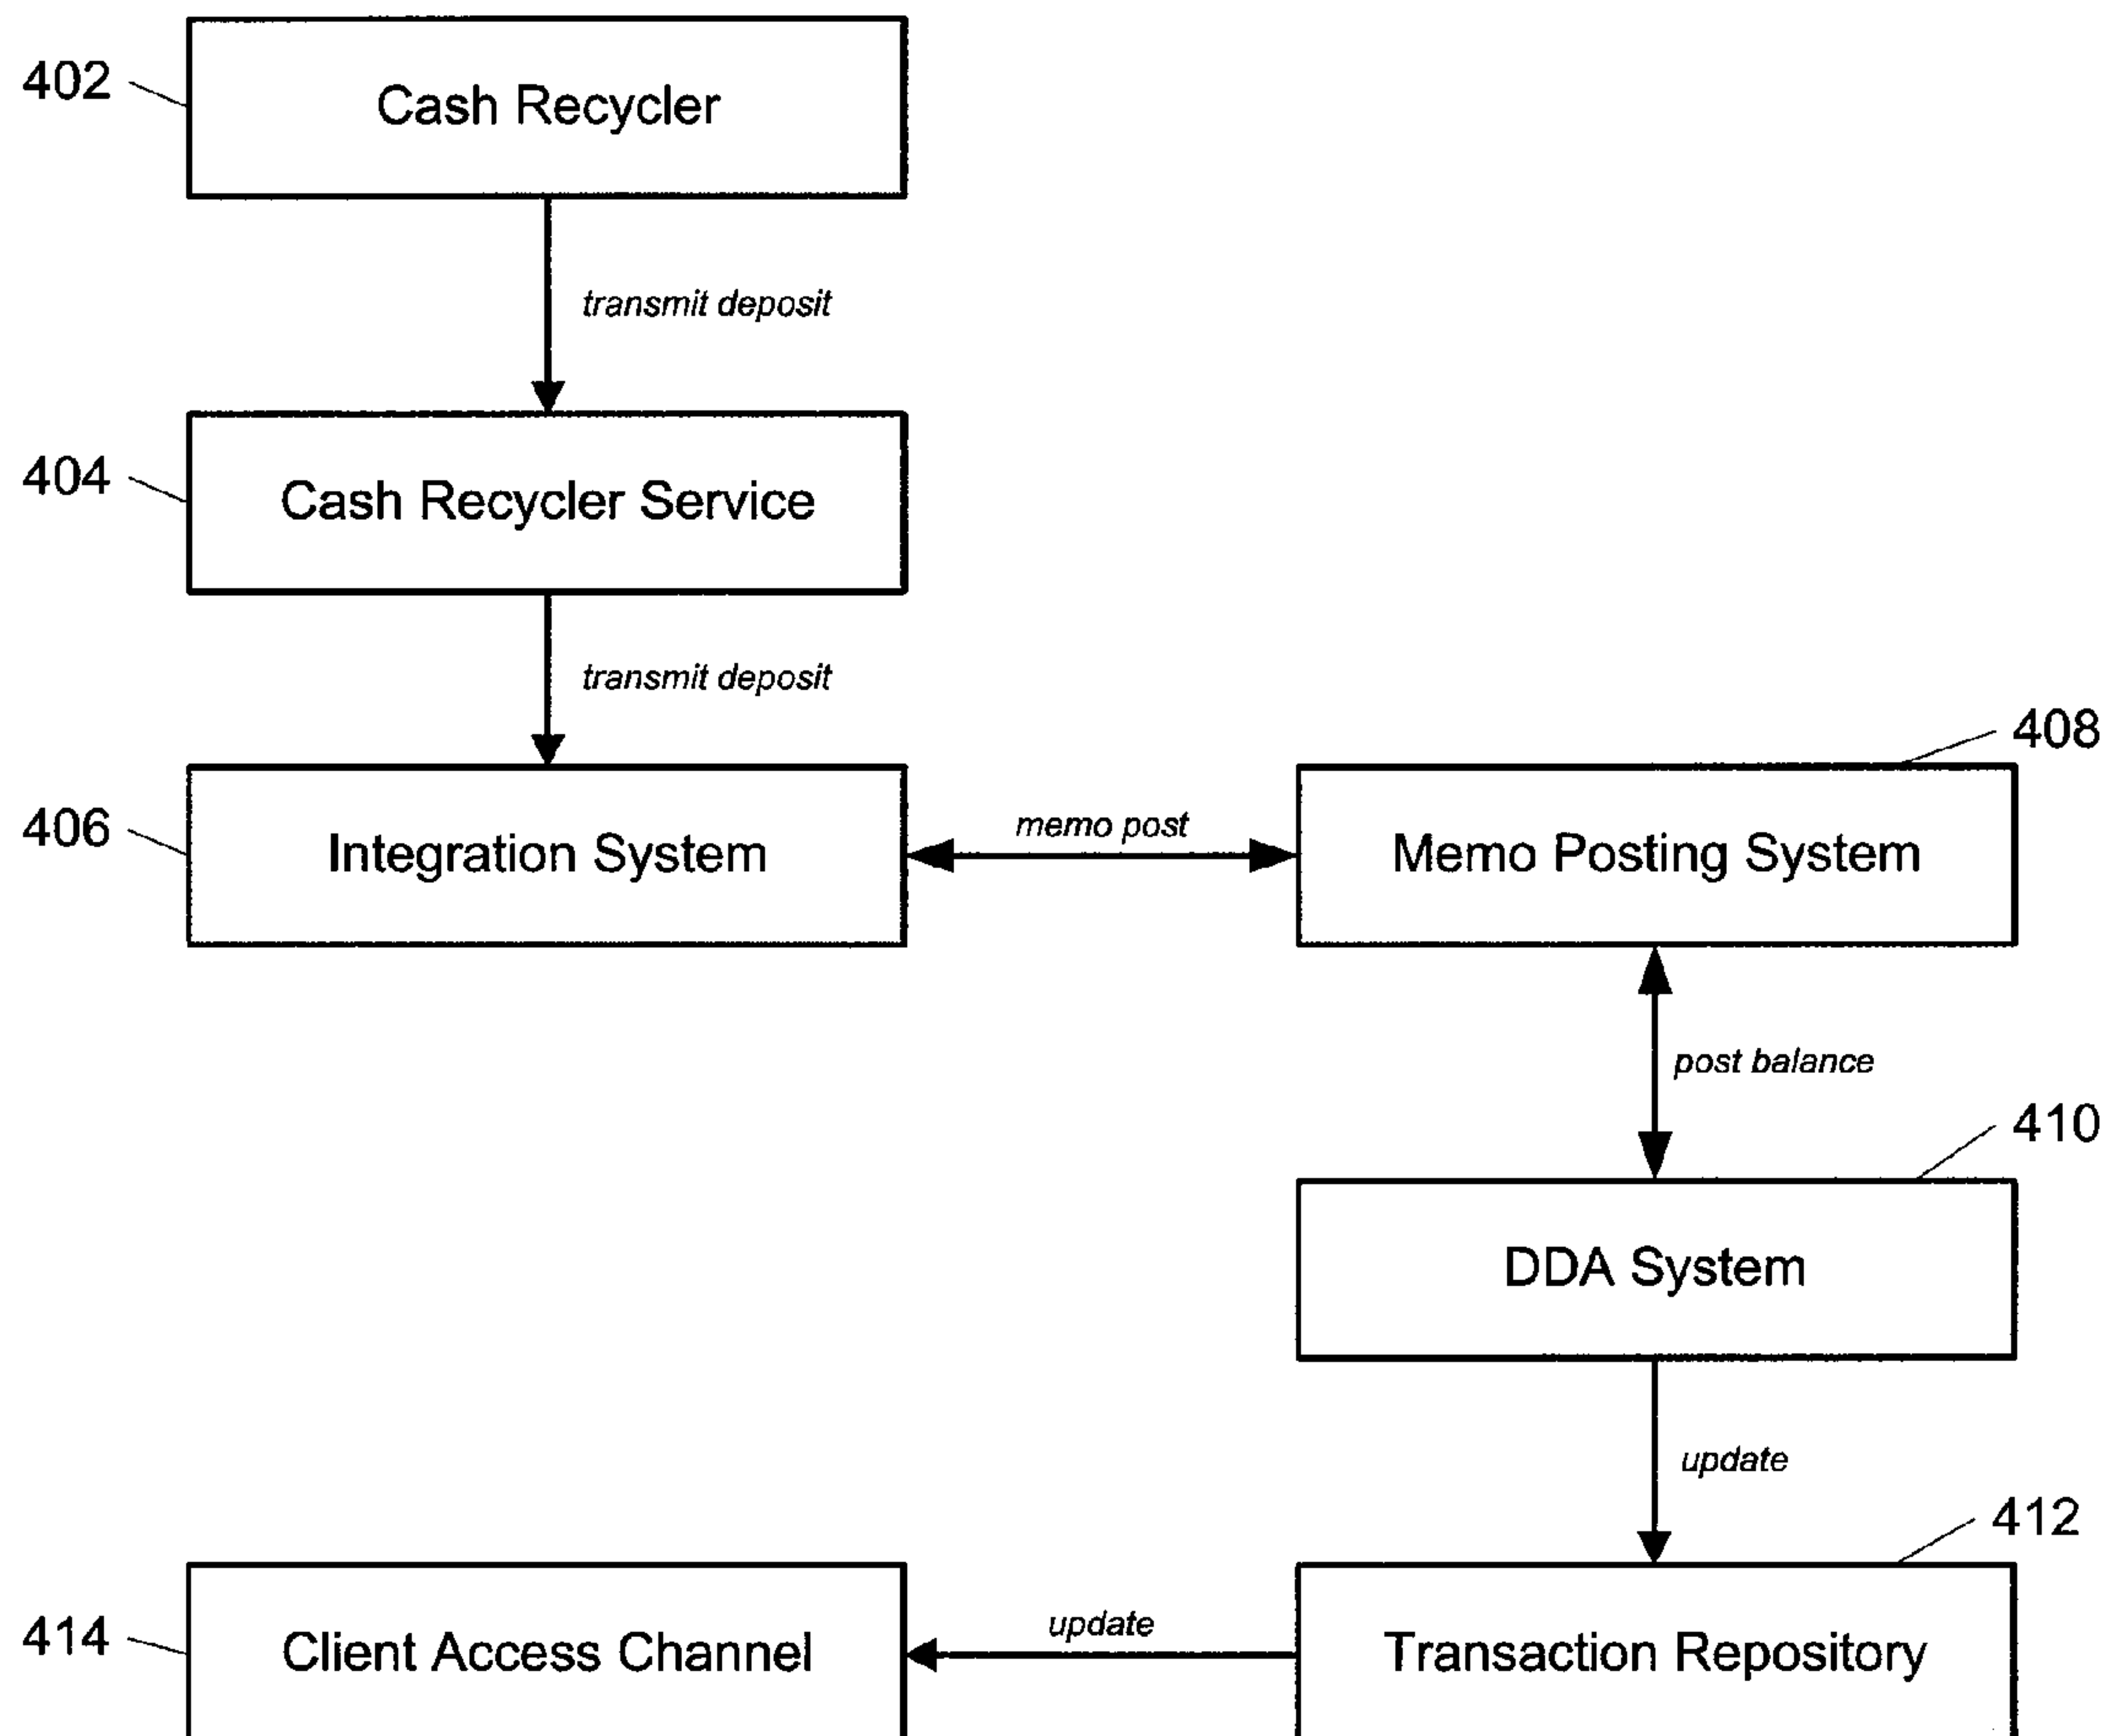 402
Cash Recycler
transmit deposit
404
Cash Recycler Service
transmit deposit
408
406
Integration System
memo post
Memo Posting System
post balance
410
DDA System
update
412
414
Client Access Channel
update
Transaction Repository